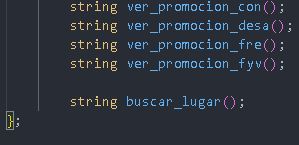 string ver_promocion_con();
string ver_promocion_desa();
string ver_promocion_fre();
string ver_promocion_fyv();
string buscar_lugar();
};